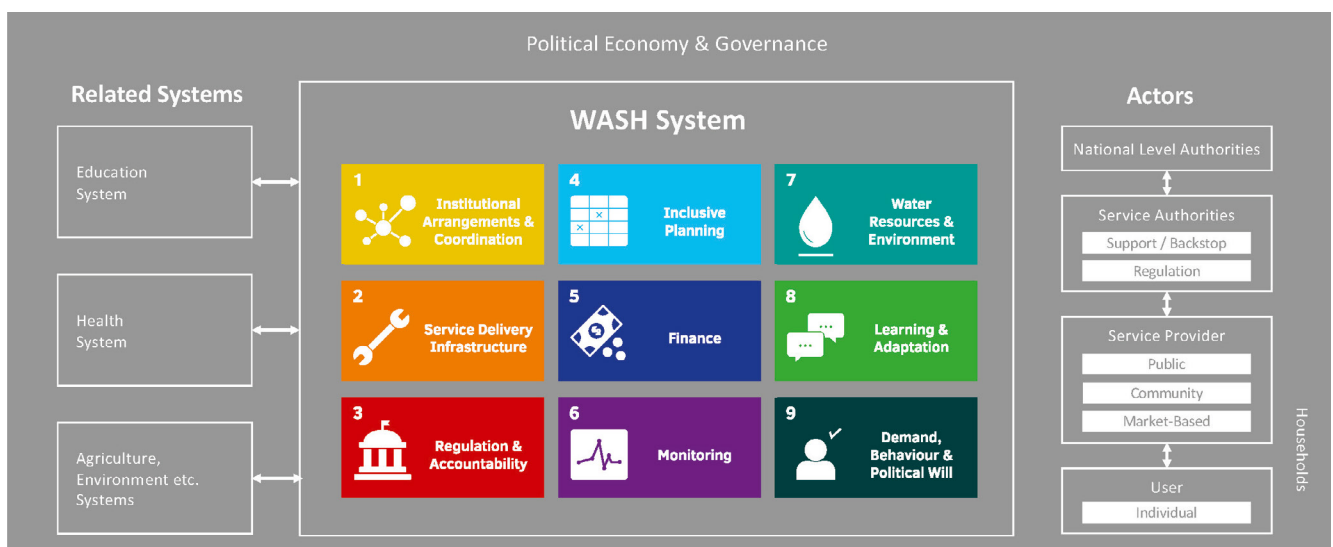 Political Economy & Governance
Related Systems
Education
System
Health
System
Agriculture,
Environment etc.
Systems
WASH System
1
Institutional
Arrangements &
Coordination
2
Service Delivery
Infrastructure
3
Regulation &
Accountability
4
Inclusive
Planning
5
Finance
6
Monitoring
7
Water
Resources &
Environment
8
Learning &
Adaptation
9
Demand,
Behaviour &
Political Will
Actors
National Level Authorities
Service Authorities
Support / Backstop
Regulation
Service Provider
Public
Community
Market-Based
User
Individual
Households